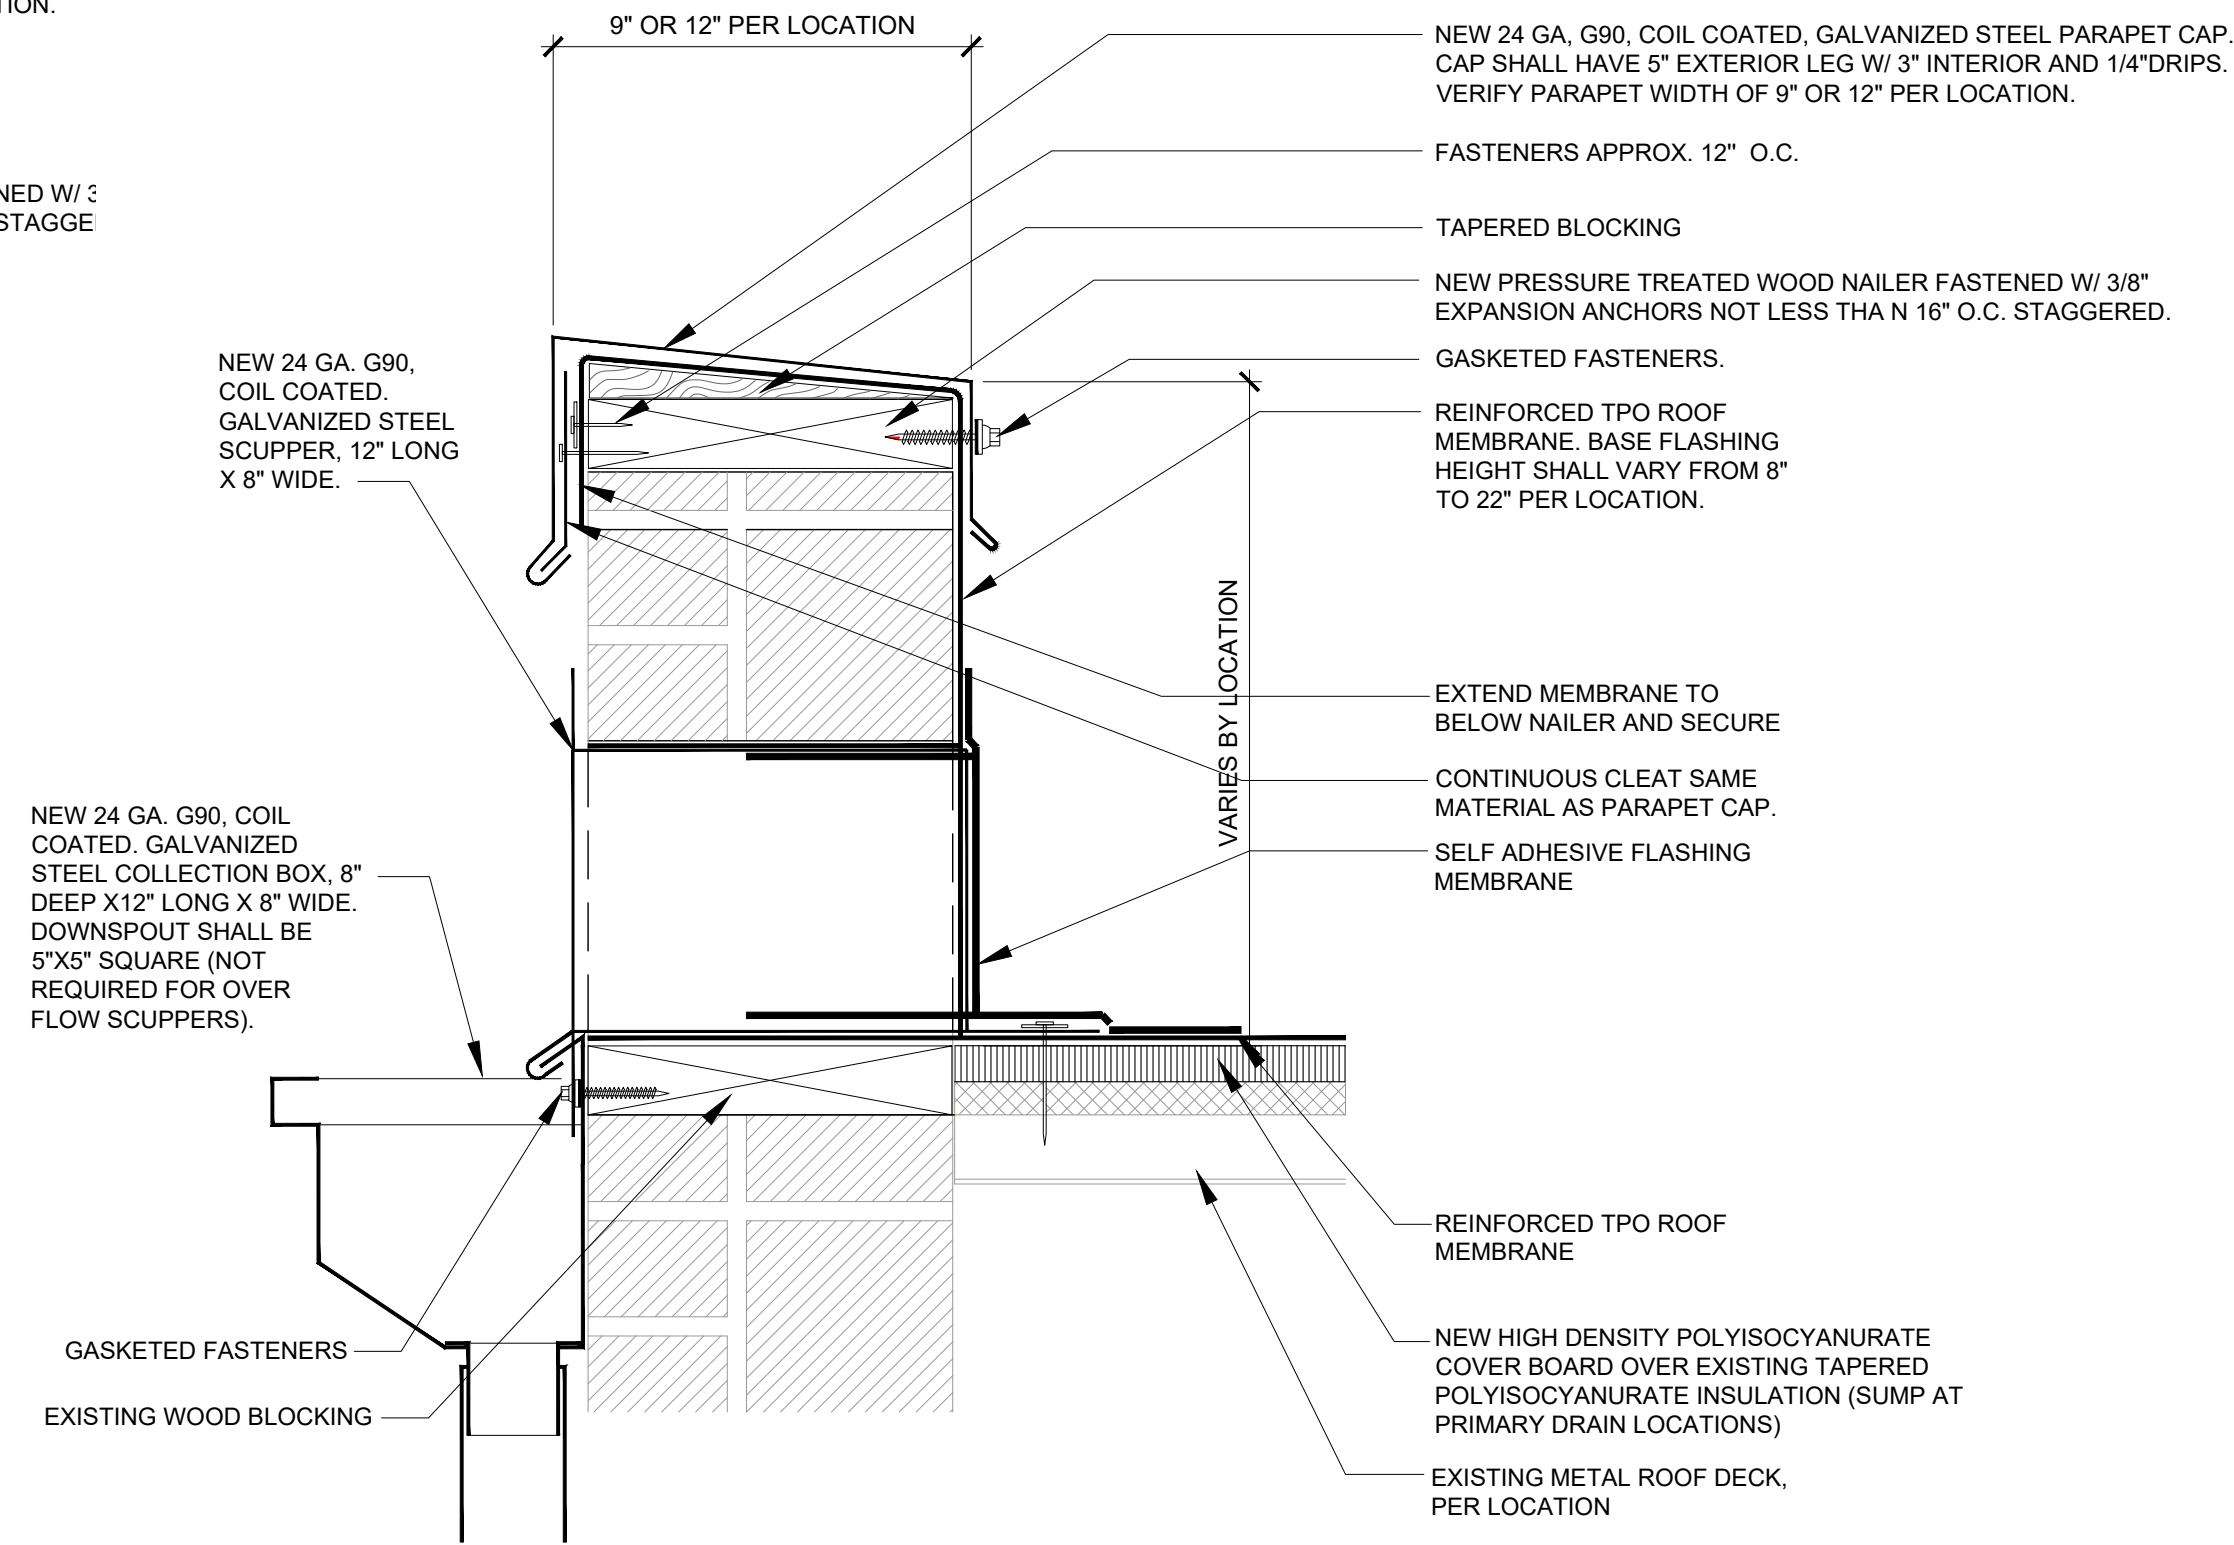 TION.
NED W/ 3
STAGGE
9" OR 12" PER LOCATION
NEW 24 GA, G90, COIL COATED, GALVANIZED STEEL PARAPET CAP.
CAP SHALL HAVE 5" EXTERIOR LEG W/ 3" INTERIOR AND 1/4"DRIPS.
VERIFY PARAPET WIDTH OF 9" OR 12" PER LOCATION.
FASTENERS APPROX. 12" O.C.
TAPERED BLOCKING
NEW PRESSURE TREATED WOOD NAILER FASTENED W/ 3/8"
EXPANSION ANCHORS NOT LESS THA N 16" O.C. STAGGERED.
GASKETED FASTENERS.
REINFORCED TPO ROOF
MEMBRANE. BASE FLASHING
HEIGHT SHALL VARY FROM 8"
TO 22" PER LOCATION.
NEW 24 GA. G90,
COIL COATED.
GALVANIZED STEEL
SCUPPER, 12" LONG
X 8" WIDE.
VARIES BY LOCATION
EXTEND MEMBRANE TO
BELOW NAILER AND SECURE
CONTINUOUS CLEAT SAME
MATERIAL AS PARAPET CAP.
SELF ADHESIVE FLASHING
MEMBRANE
NEW 24 GA. G90, COIL
COATED. GALVANIZED
STEEL COLLECTION BOX, 8"
DEEP X12" LONG X 8" WIDE.
DOWNSPOUT SHALL BE
5"X5" SQUARE (NOT
REQUIRED FOR OVER
FLOW SCUPPERS).
REINFORCED TPO ROOF
MEMBRANE
NEW HIGH DENSITY POLYISOCYANURATE
COVER BOARD OVER EXISTING TAPERED
POLYISOCYANURATE INSULATION (SUMP AT
PRIMARY DRAIN LOCATIONS)
EXISTING METAL ROOF DECK,
PER LOCATION
GASKETED FASTENERS
EXISTING WOOD BLOCKING